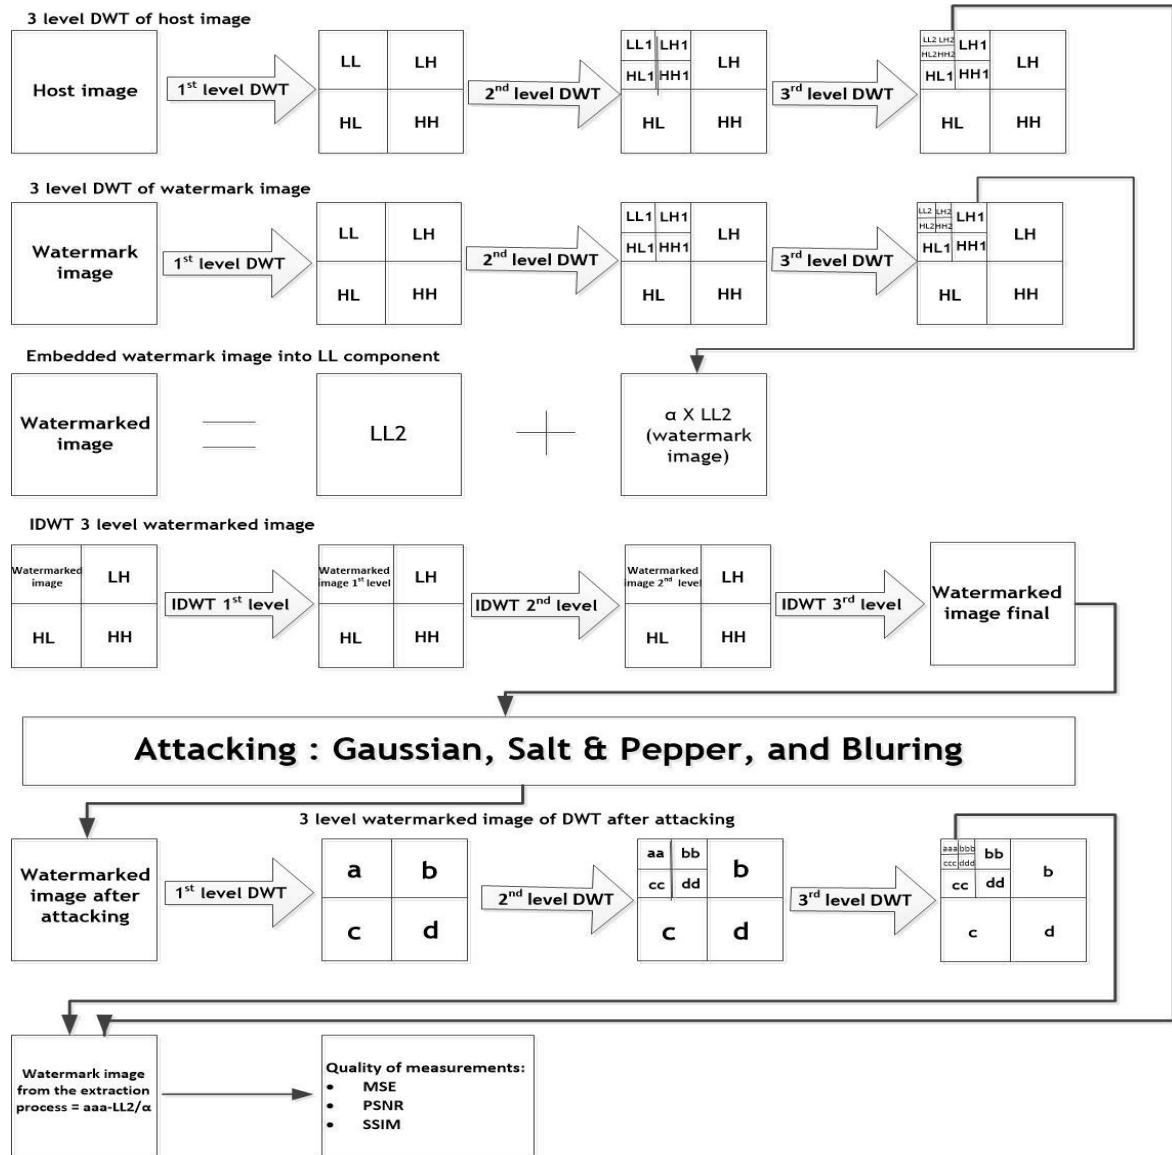 3 level DWT of host image
Host image
1st level DWT
LL LH
HL HH
2nd level DWT
LL1 LH1
HL1 HH1
LH
HL HH
3rd level DWT
LL2 LH2
HL2 HH2
LH1
HL1 HH1
LH
HL HH
3 level DWT of watermark image
Watermark
image
1st level DWT
LL LH
HL HH
2nd level DWT
LL1 LH1
HL1 HH1
LH
HL HH
3rd level DWT
LL2 LH2
HL2 HH2
LH1
HL1 HH1
LH
HL HH
Embedded watermark image into LL component
Watermarked
image
=
LL2
+
α X LL2
(watermark
image)
IDWT 3 level watermarked image
Watermarked
image
LH
HL HH
IDWT 1st level
Watermarked
image 1st level
LH
HL HH
IDWT 2nd level
Watermarked
image 2nd level
LH
HL HH
IDWT 3rd level
Watermarked
image final
Attacking : Gaussian, Salt & Pepper, and Bluring
3 level watermarked image of DWT after attacking
Watermarked
image after
attacking
1st level DWT
a b
c d
2nd level DWT
aa bb
cc dd
b
c d
3rd level DWT
aaa bbb
ccc ddd
bb
cc dd
b
c d
Watermark image
from the extraction
process = aaa-LL2/α
Quality of measurements:
• MSE
• PSNR
• SSIM